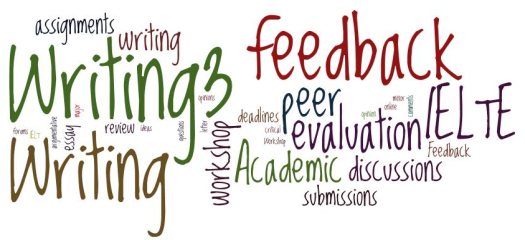 assignments
writing
feedback
Writing3
opinions
peer
minor
online
comments
major
argumentative
essay
review
ideas
questions
letter
deadlines
critical
Workshop
opinion
IELTE
evaluation
forums
ELT
Feedback
Writing
workshop
Academic
discussions
submissions